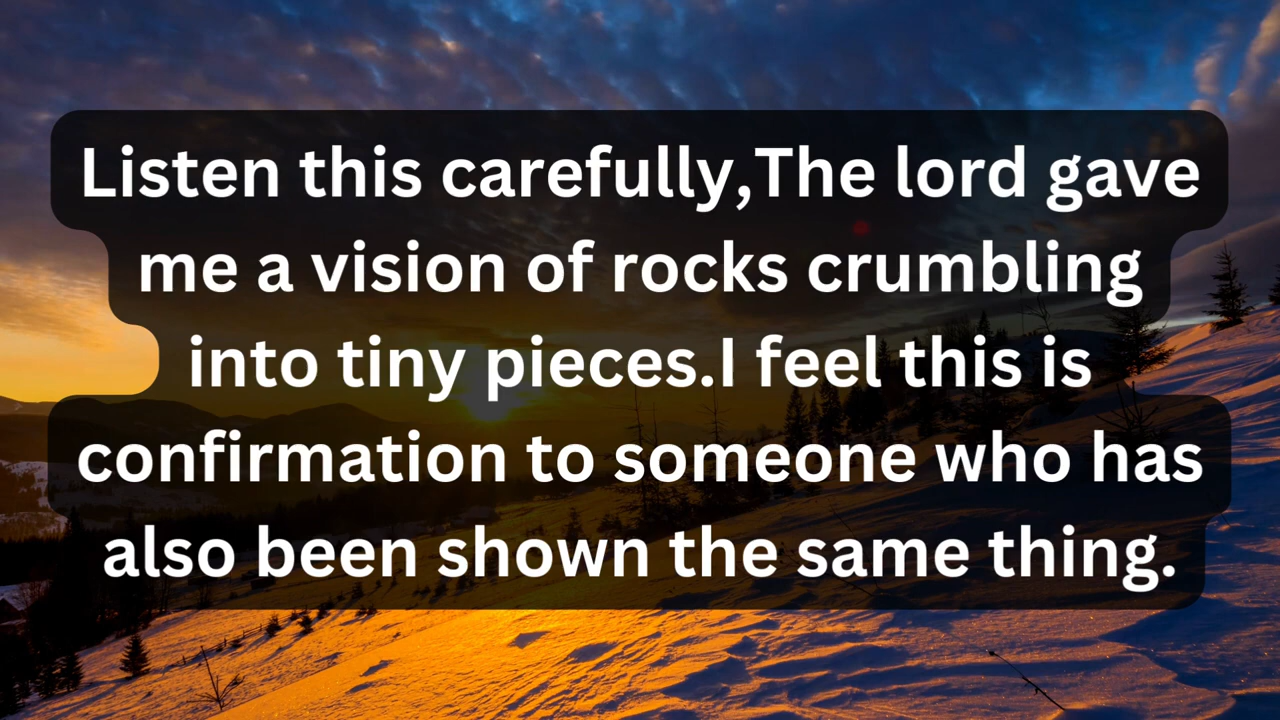 Listen this carefully,The lord gave
me a vision of rocks crumbling
into tiny pieces.I feel this is
confirmation to someone who has
also been shown the same thing.